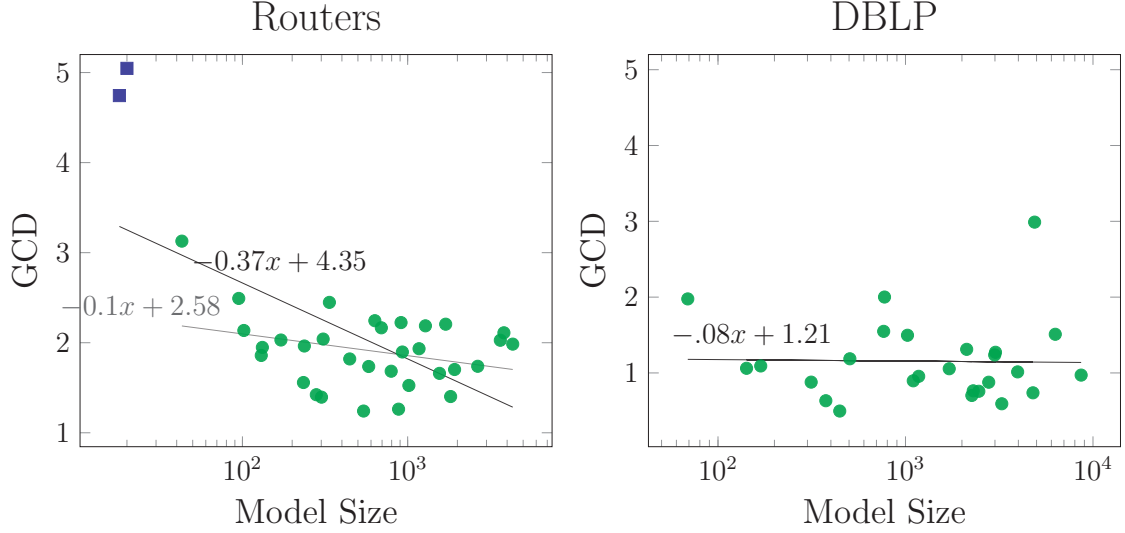 Routers
5
4
3
2
1
GCD
−0.37x + 4.35
−0.1x + 2.58
10²
10³
Model Size
DBLP
5
4
3
2
1
GCD
−.08x + 1.21
10²
10³
10⁴
Model Size